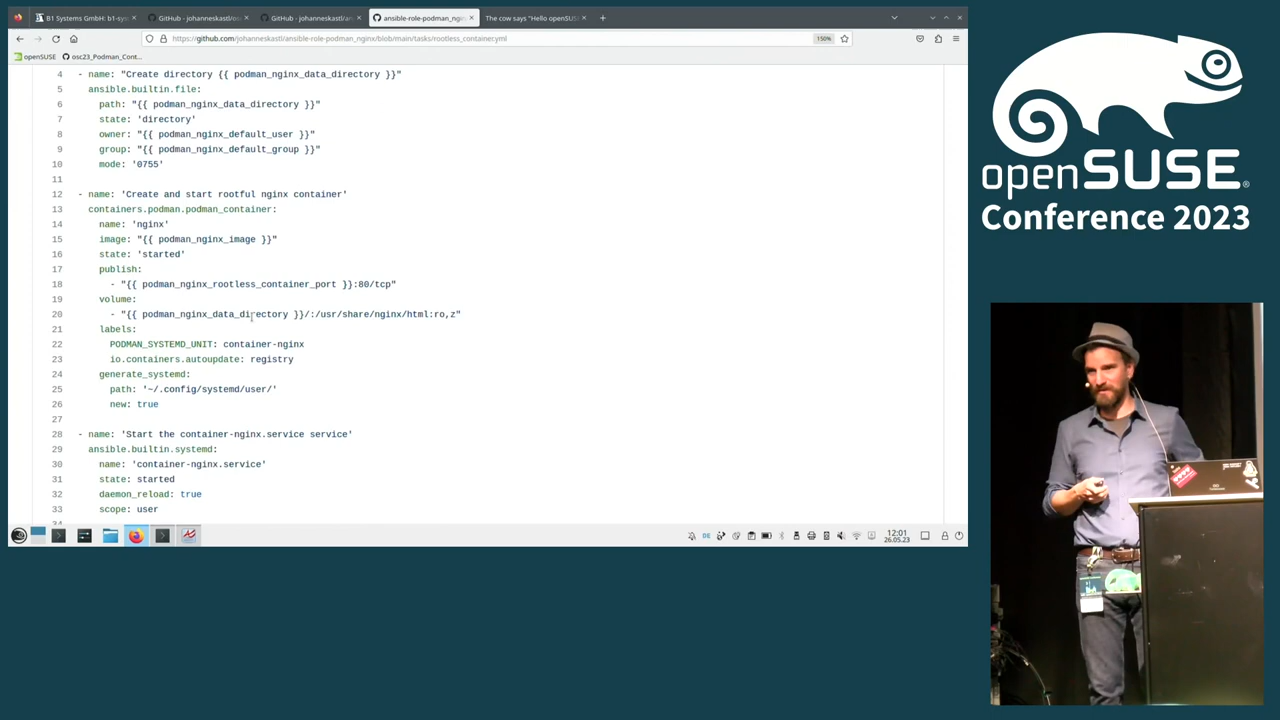 B1 Systems GmbH: b1-sys
GitHub - johanneskastl/
GitHub - johanneskastl/an
ansible-role-podman_ngi
The cow says "Hello openSUSE
https://github.com/johanneskastl/ansible-role-podman_nginx/blob/main/tasks/rootless_container.yml
150%
openSUSE
osc23_Podman_Cont...
4 - name: "Create directory {{ podman_nginx_data_directory }}"
5 ansible.builtin.file:
6 path: "{{ podman_nginx_data_directory }}"
7 state: 'directory'
8 owner: "{{ podman_nginx_default_user }}"
9 group: "{{ podman_nginx_default_group }}"
10 mode: '0755'
11
12 - name: 'Create and start rootful nginx container'
13 containers.podman.podman_container:
14 name: 'nginx'
15 image: "{{ podman_nginx_image }}"
16 state: 'started'
17 publish:
18 - "{{ podman_nginx_rootless_container_port }}:80/tcp"
19 volume:
20 - "{{ podman_nginx_data_directory }}/:/usr/share/nginx/html:ro,z"
21 labels:
22 PODMAN_SYSTEMD_UNIT: container-nginx
23 io.containers.autoupdate: registry
24 generate_systemd:
25 path: '~/.config/systemd/user/'
26 new: true
27
28 - name: 'Start the container-nginx.service service'
29 ansible.builtin.systemd:
30 name: 'container-nginx.service'
31 state: started
32 daemon_reload: true
33 scope: user
DE
12:01
26.05.23
openSUSE®
Conference 2023